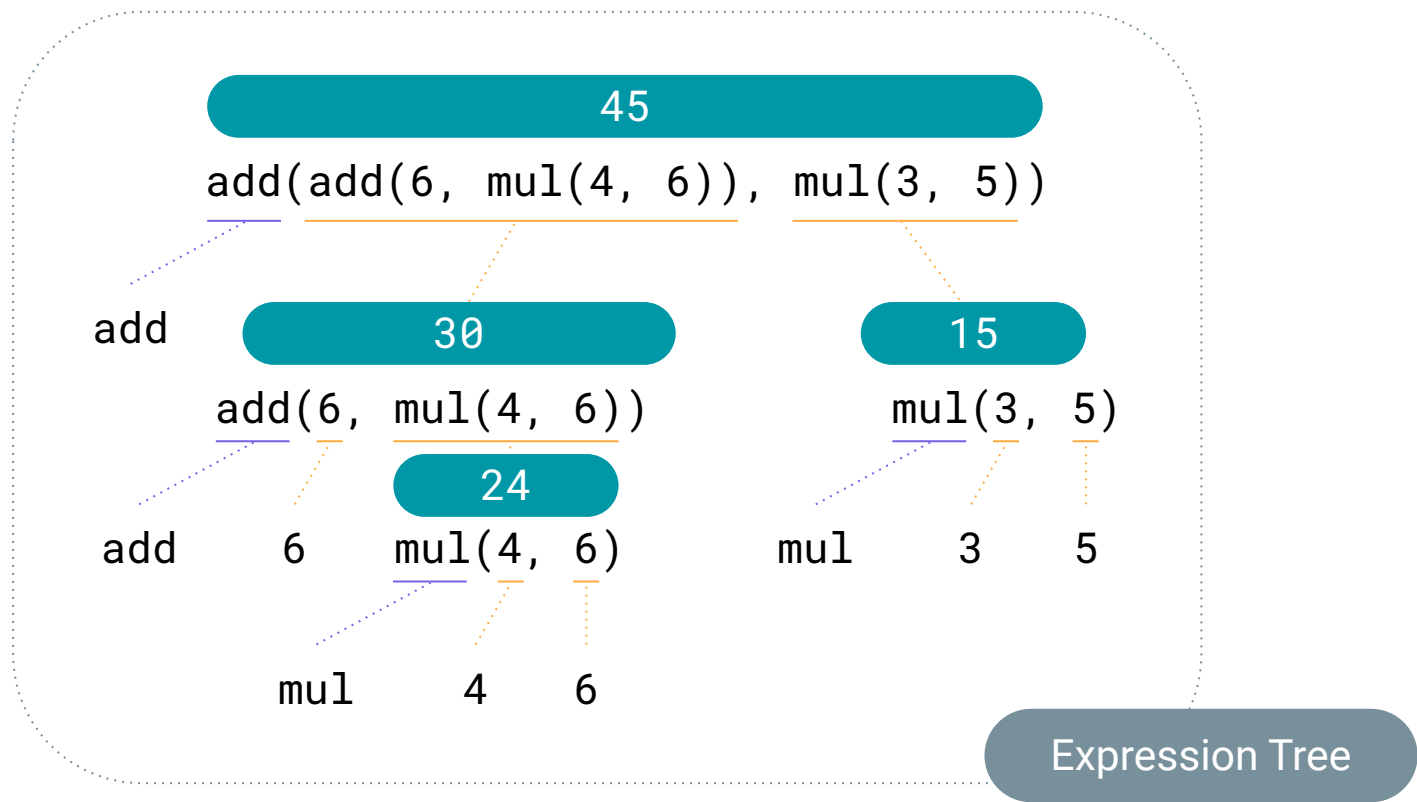 45
add(add(6, mul(4, 6)), mul(3, 5))
add
30
15
add(6, mul(4, 6))
mul(3, 5)
24
add 6 mul(4, 6)
mul 3 5
mul 4 6
Expression Tree